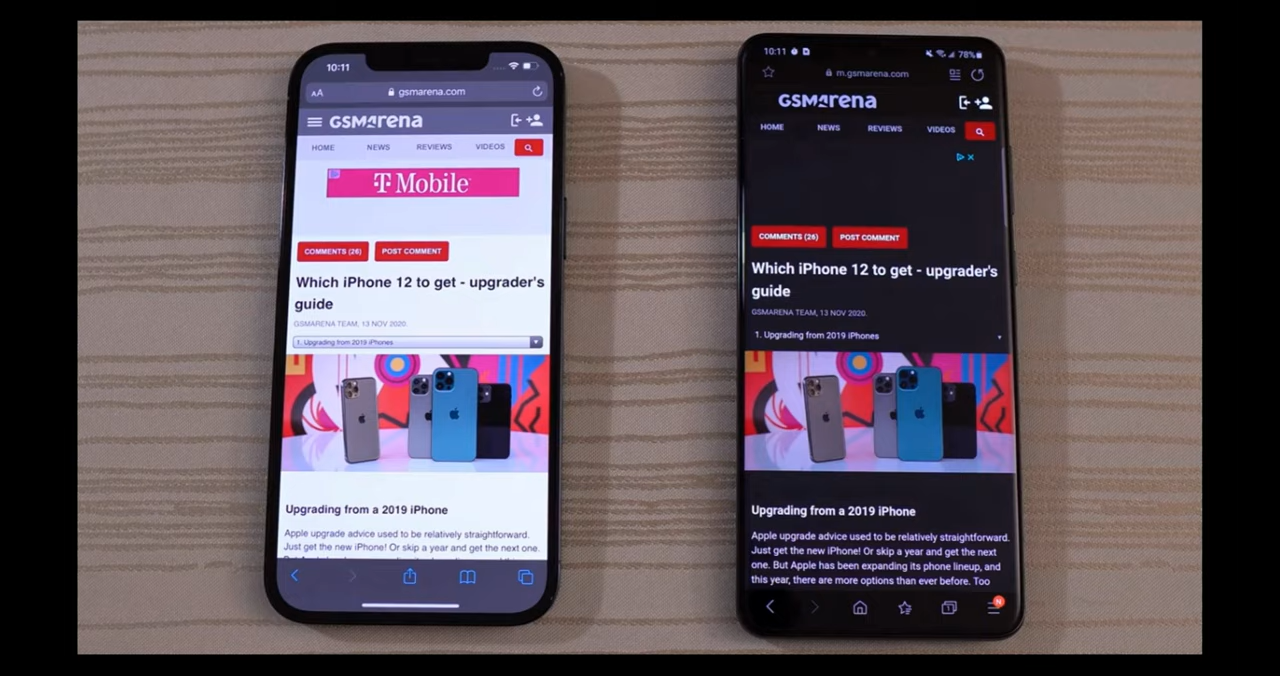 10:11
AA
gsmarena.com
GSMArena
HOME NEWS REVIEWS VIDEOS
T Mobile
COMMENTS (26) POST COMMENT
Which iPhone 12 to get - upgrader's
guide
GSMARENA TEAM, 13 NOV 2020.
1. Upgrading from 2019 iPhones
Upgrading from a 2019 iPhone
Apple upgrade advice used to be relatively straightforward.
Just get the new iPhone! Or skip a year and get the next one.
10:11
78%
m.gsmarena.com
GSMArena
HOME NEWS REVIEWS VIDEOS
COMMENTS (26) POST COMMENT
Which iPhone 12 to get - upgrader's
guide
GSMARENA TEAM, 13 NOV 2020.
1. Upgrading from 2019 iPhones
Upgrading from a 2019 iPhone
Apple upgrade advice used to be relatively straightforward.
Just get the new iPhone! Or skip a year and get the next
one. But Apple has been expanding its phone lineup, and
this year, there are more options than ever before. Too
1
N